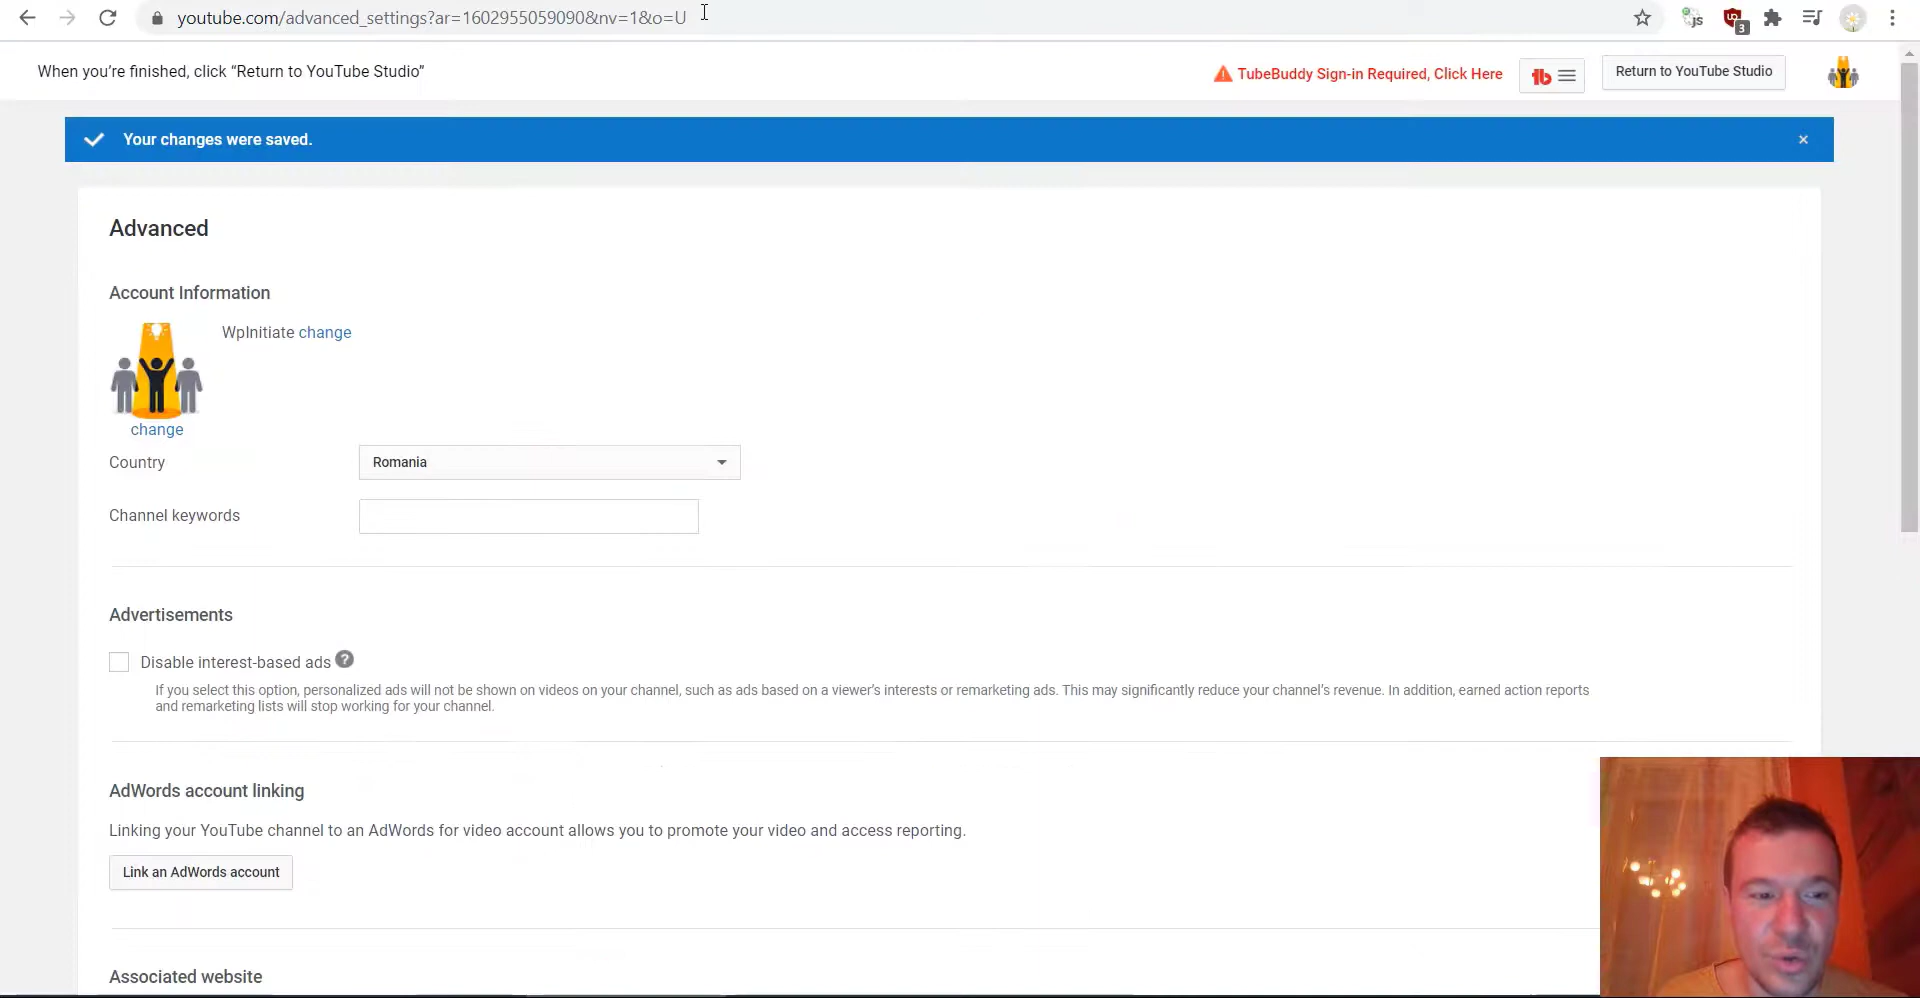 youtube.com/advanced_settings?ar=1602955059090&nv=1&o=U
JS
3
When you're finished, click “Return to YouTube Studio”
TubeBuddy Sign-in Required, Click Here
tb
Return to YouTube Studio
Your changes were saved.
Advanced
Account Information
WpInitiate change
change
Country
Romania
Channel keywords
Advertisements
Disable interest-based ads ?
If you select this option, personalized ads will not be shown on videos on your channel, such as ads based on a viewer's interests or remarketing ads. This may significantly reduce your channel's revenue. In addition, earned action reports
and remarketing lists will stop working for your channel.
AdWords account linking
Linking your YouTube channel to an AdWords for video account allows you to promote your video and access reporting.
Link an AdWords account
Associated website